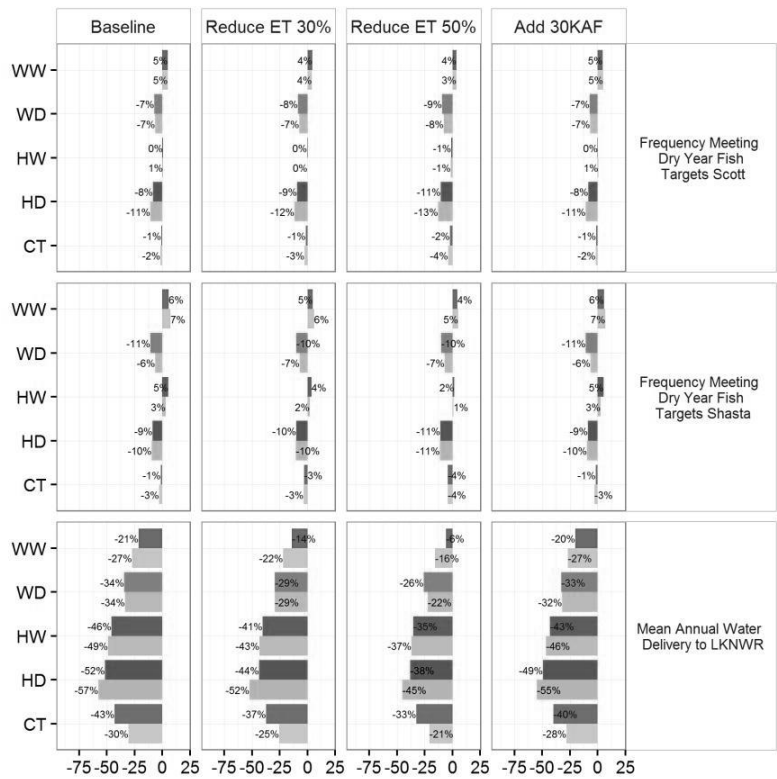 Baseline Reduce ET 30% Reduce ET 50% Add 30KAF
WW 5% 4% 4% 5%
5% 4% 3% 5%
WD -7% -8% -9% -7%
-7% -7% -8% -7%
HW 0% 0% -1% 0%
1% 0% -1% 1%
HD -8% -9% -11% -8%
-11% -12% -13% -11%
CT -1% -1% -2% -1%
-2% -3% -4% -2%
Frequency Meeting
Dry Year Fish
Targets Scott
WW 6% 5% 4% 6%
7% 6% 5% 7%
WD -11% -10% -10% -11%
-6% -7% -7% -6%
HW 5% 4% 2% 5%
3% 2% 1% 3%
HD -9% -10% -11% -9%
-10% -10% -11% -10%
CT -1% -3% -4% -1%
-3% -3% -4% -3%
Frequency Meeting
Dry Year Fish
Targets Shasta
WW -21% -14% -6% -20%
-27% -22% -16% -27%
WD -34% -29% -26% -33%
-34% -29% -22% -32%
HW -46% -41% -35% -43%
-49% -43% -37% -46%
HD -52% -44% -38% -49%
-57% -52% -45% -55%
CT -43% -37% -33% -40%
-30% -25% -21% -28%
Mean Annual Water
Delivery to LKNWR
-75 -50 -25 0 25 -75 -50 -25 0 25 -75 -50 -25 0 25 -75 -50 -25 0 25